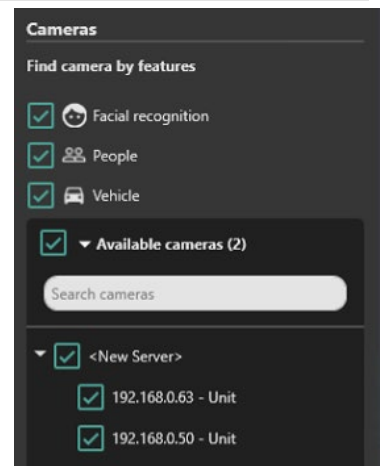 Cameras
Find camera by features
Facial recognition
People
Vehicle
Available cameras (2)
Search cameras
<New Server>
192.168.0.63 - Unit
192.168.0.50 - Unit